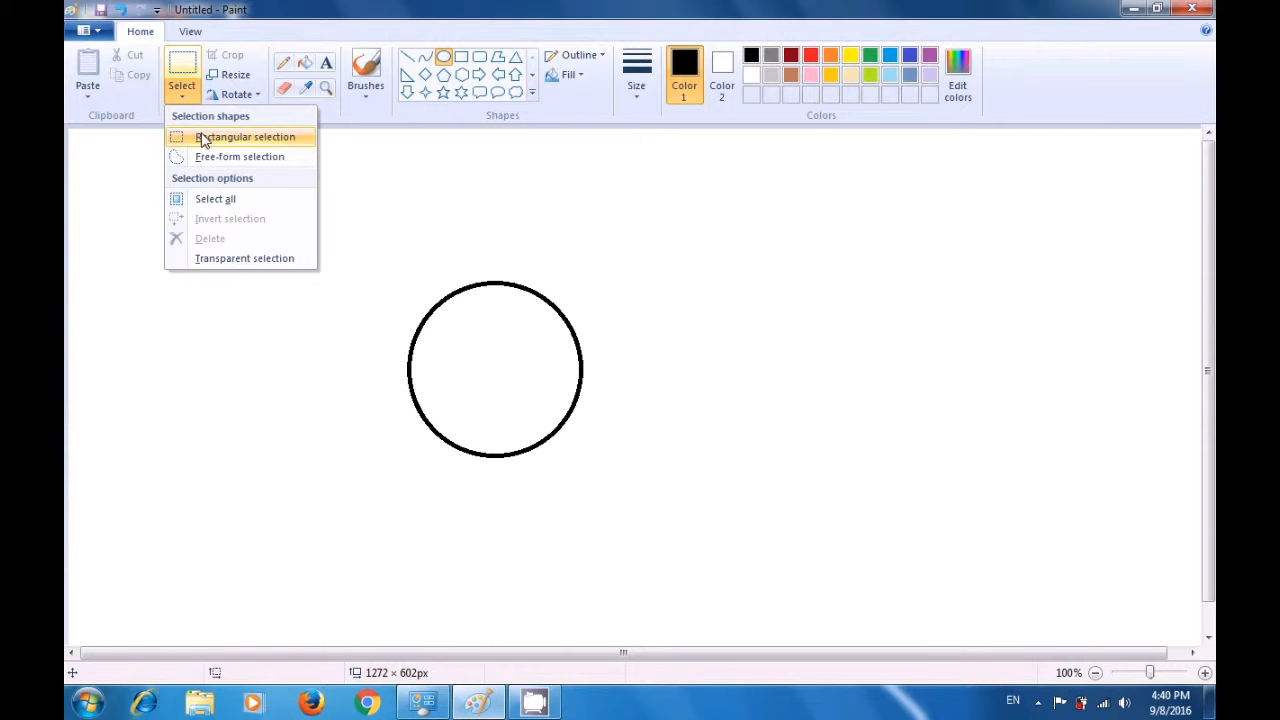 Untitled - Paint
Home View
Paste
Cut
Copy
Clipboard
Select
Crop
Resize
Rotate
Brushes
Shapes
Outline
Fill
Size
Color 1
Color 2
Edit colors
Colors
Selection shapes
Rectangular selection
Free-form selection
Selection options
Select all
Invert selection
Delete
Transparent selection
1272 × 602px
100%
EN
4:40 PM
9/8/2016